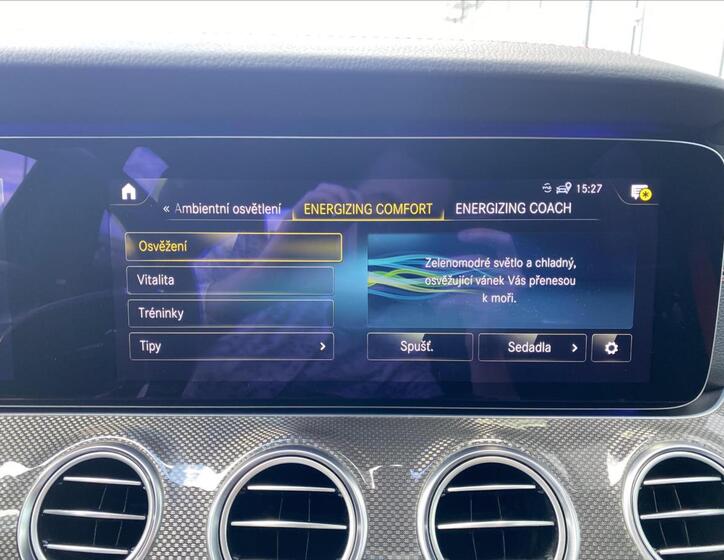 15:27
« Ambientní osvětlení ENERGIZING COMFORT ENERGIZING COACH
Osvěžení
Vitalita
Tréninky
Tipy >
Zelenomodré světlo a chladný,
osvěžující vánek Vás přenesou
k moři.
Spušť. Sedadla >